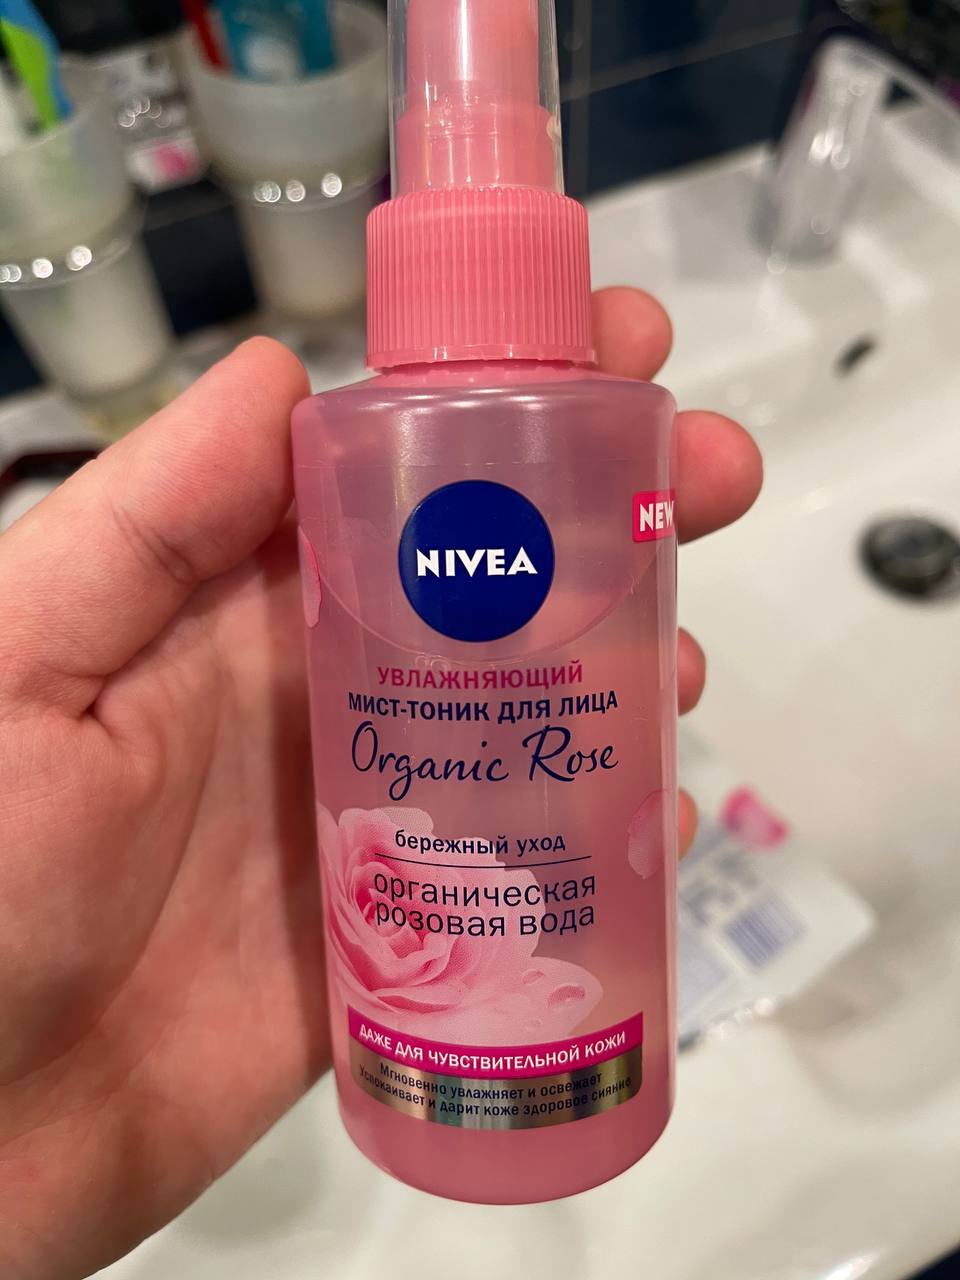 NIVEA
NEW
УВЛАЖНЯЮЩИЙ
МИСТ-ТОНИК ДЛЯ ЛИЦА
Organic Rose
бережный уход
органическая
розовая вода
ДАЖЕ ДЛЯ ЧУВСТВИТЕЛЬНОЙ КОЖИ
Мгновенно увлажняет и освежает
Успокаивает и дарит коже здоровое сияние